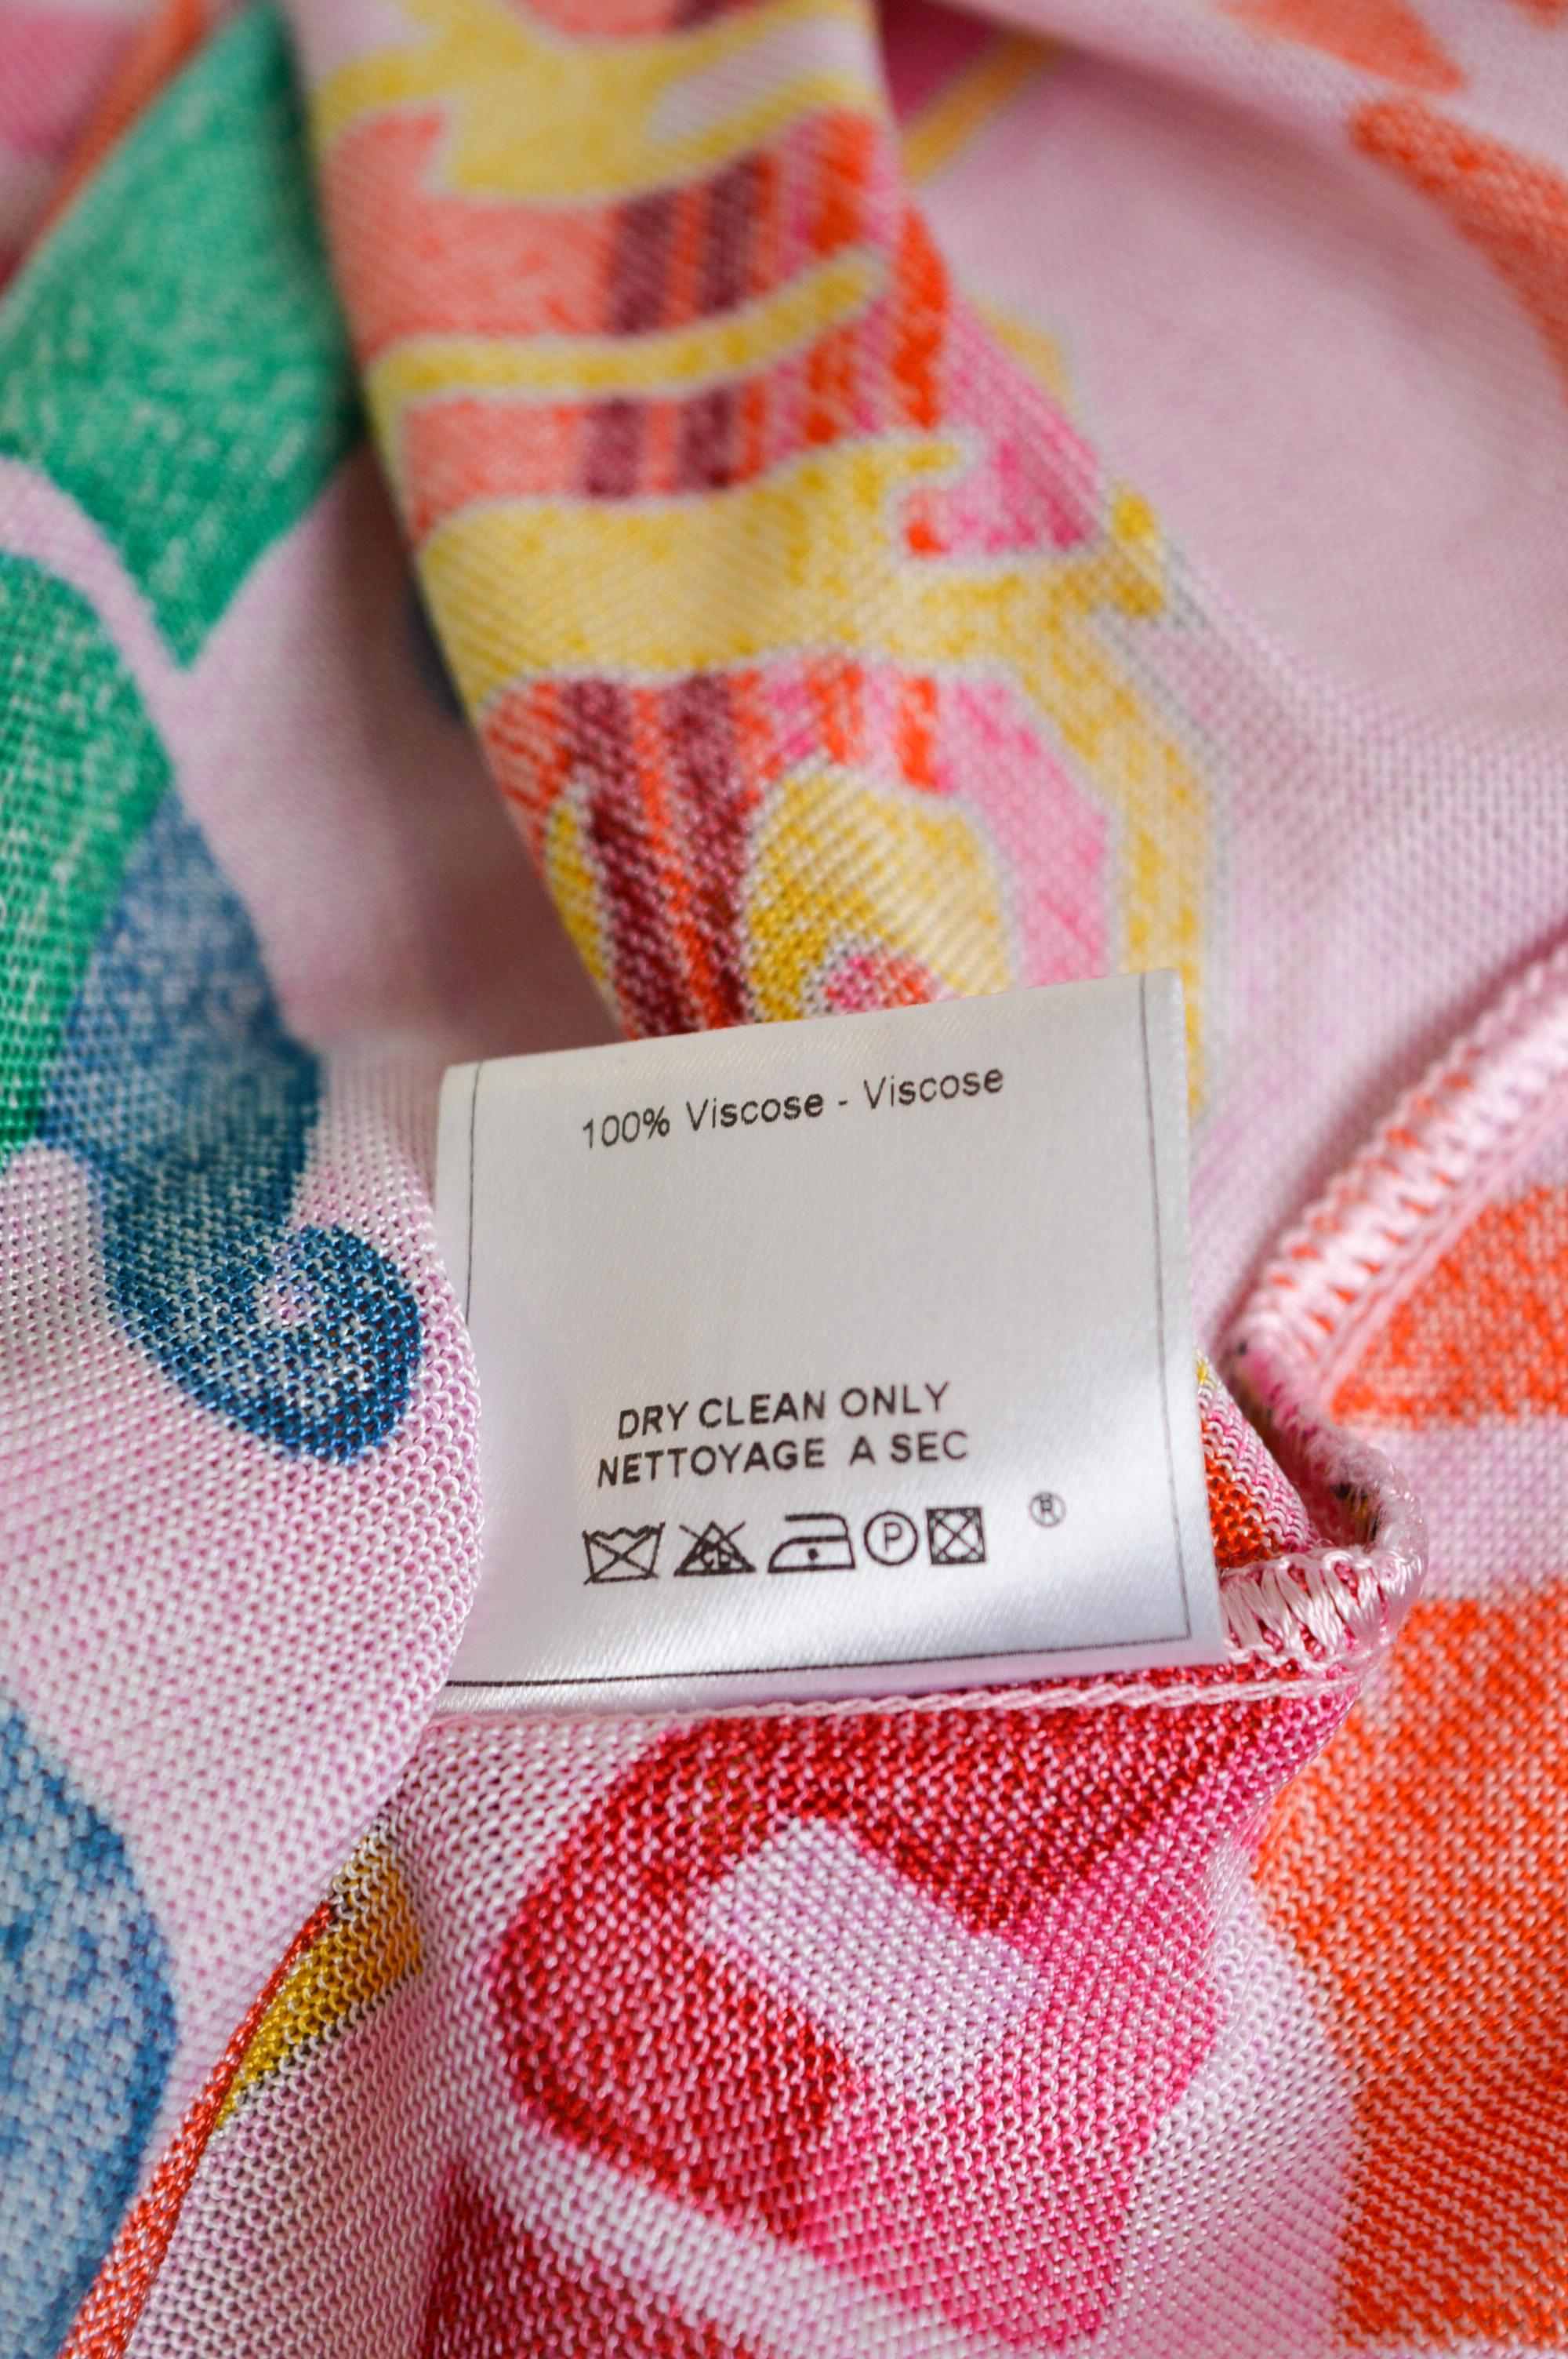 100% Viscose - Viscose
DRY CLEAN ONLY
NETTOYAGE A SEC
P ®